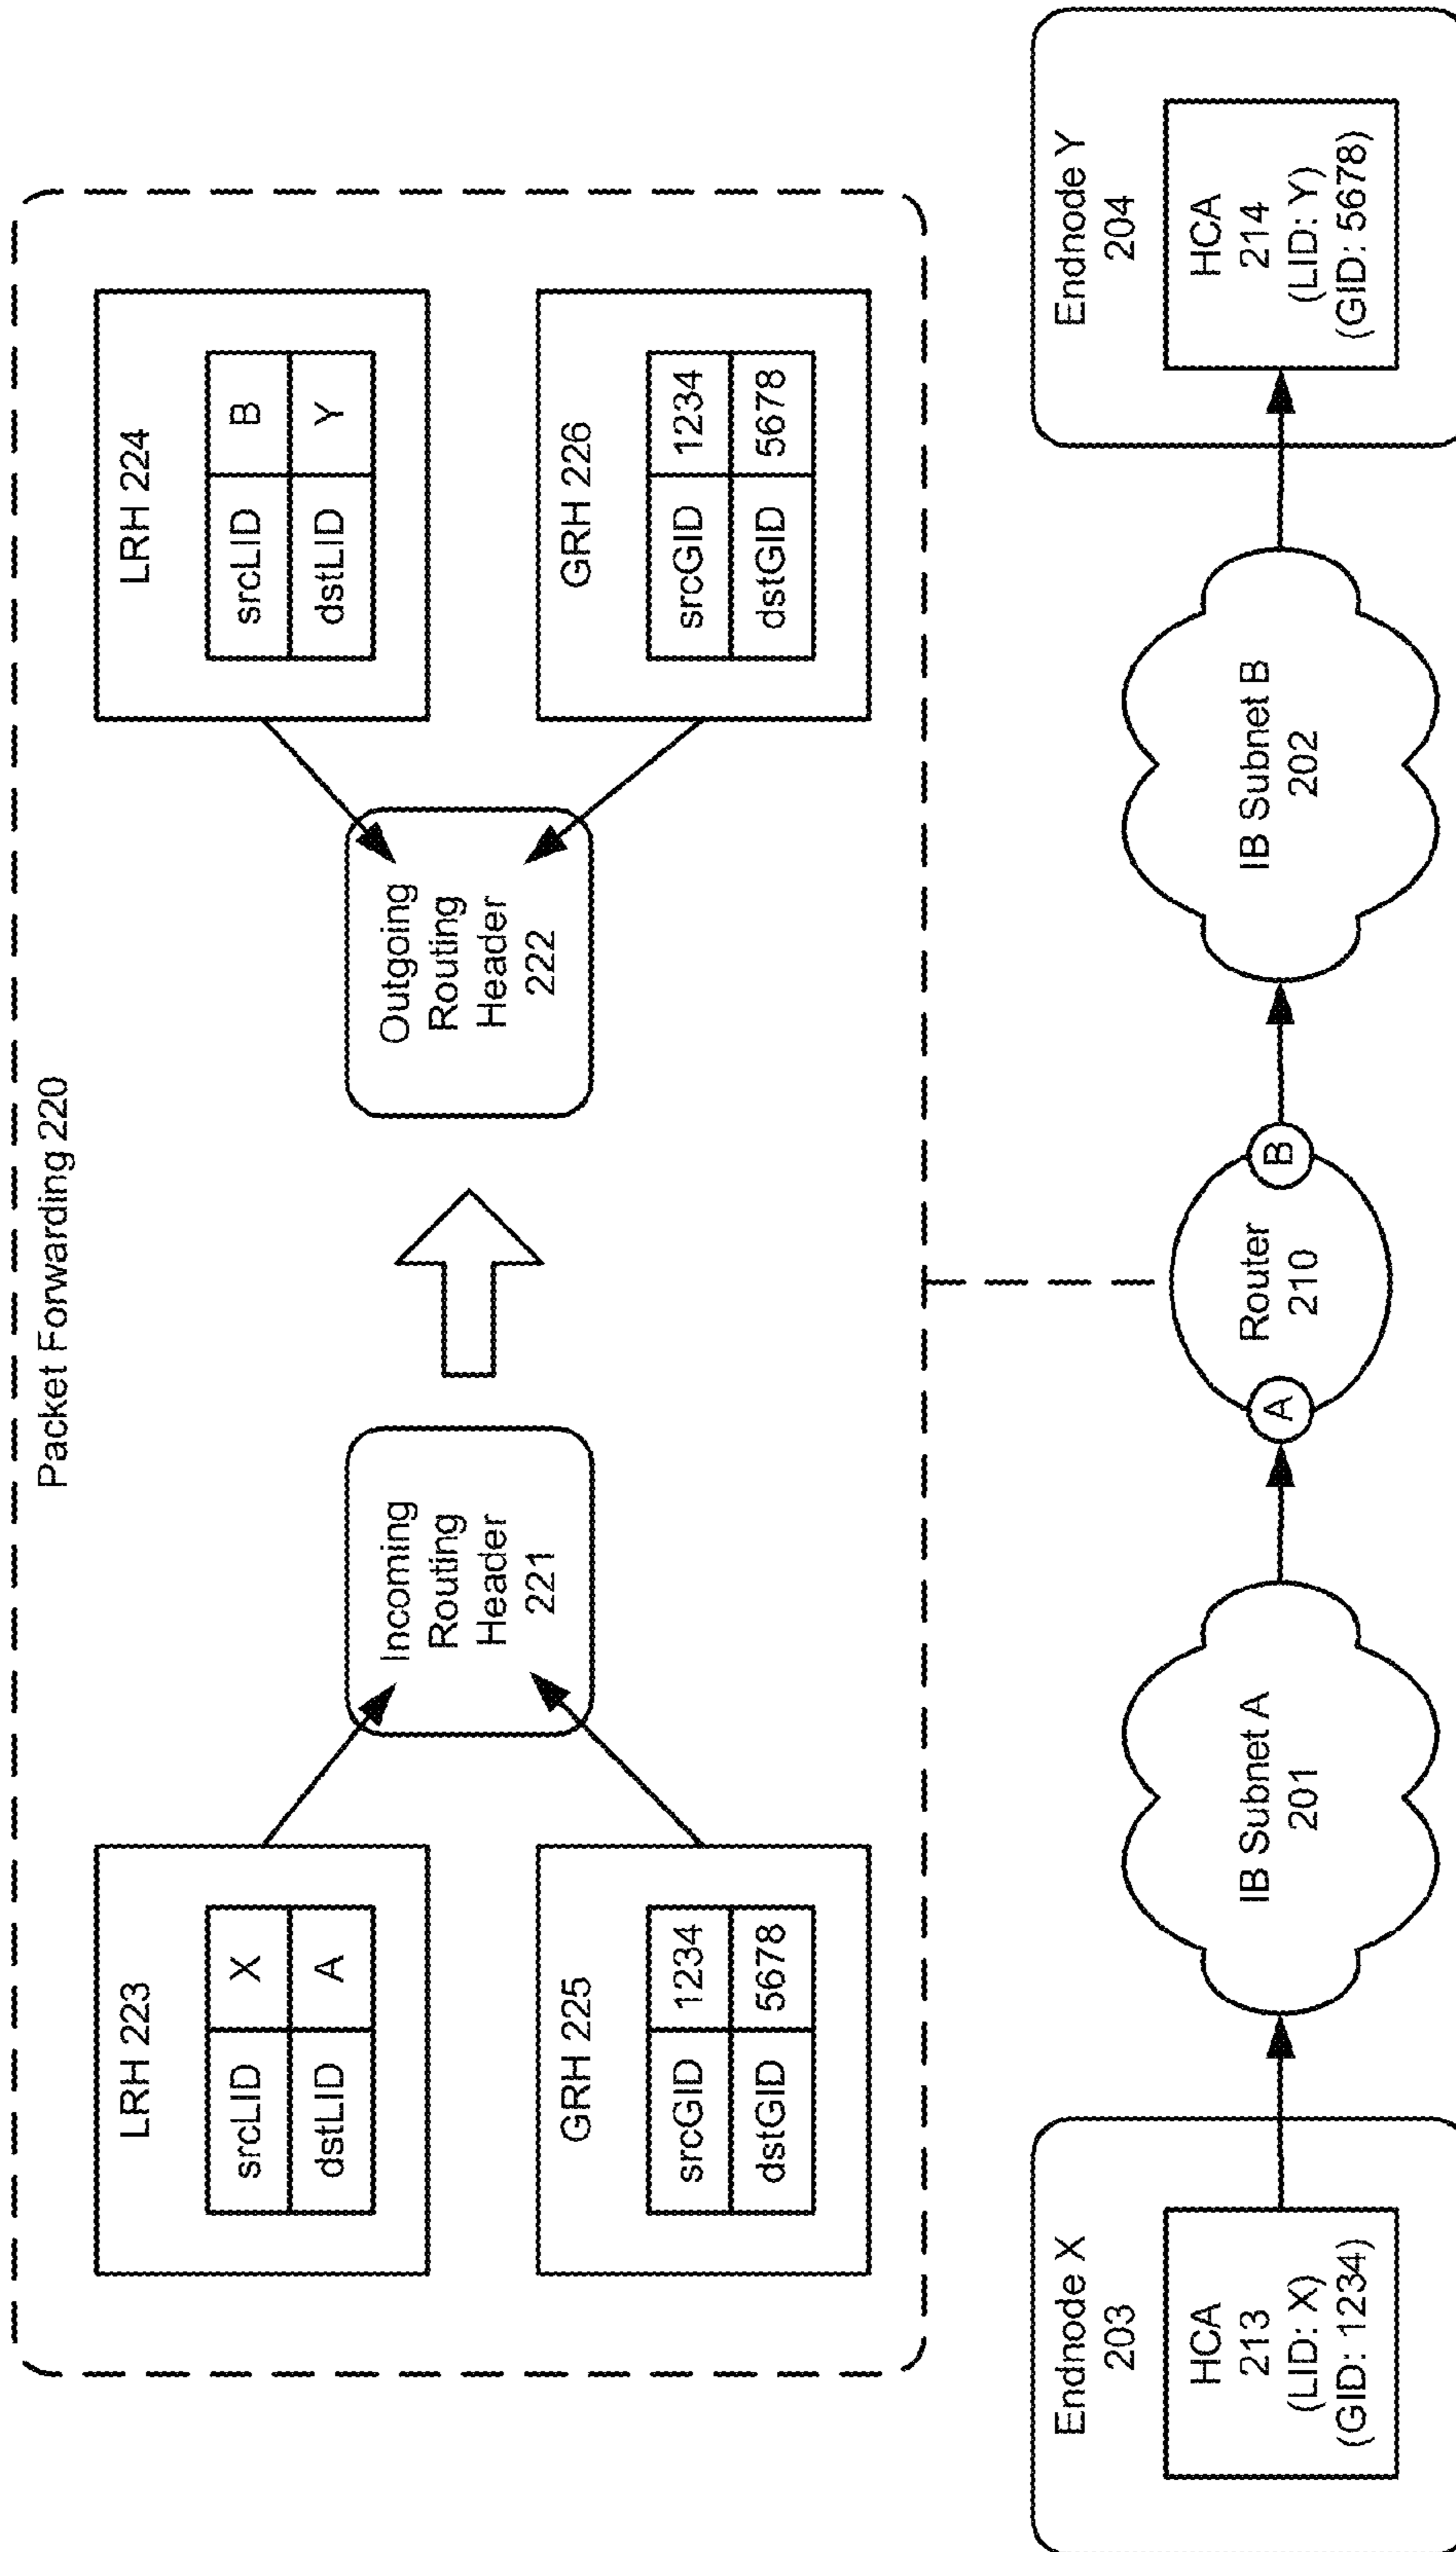 Packet Forwarding 220
LRH 223
srcLID X
dstLID A
GRH 225
srcGID 1234
dstGID 5678
Incoming
Routing
Header
221
Outgoing
Routing
Header
222
LRH 224
srcLID B
dstLID Y
GRH 226
srcGID 1234
dstGID 5678
Endnode X
203
HCA
213
(LID: X)
(GID: 1234)
IB Subnet A
201
A
Router
210
B
IB Subnet B
202
Endnode Y
204
HCA
214
(LID: Y)
(GID: 5678)